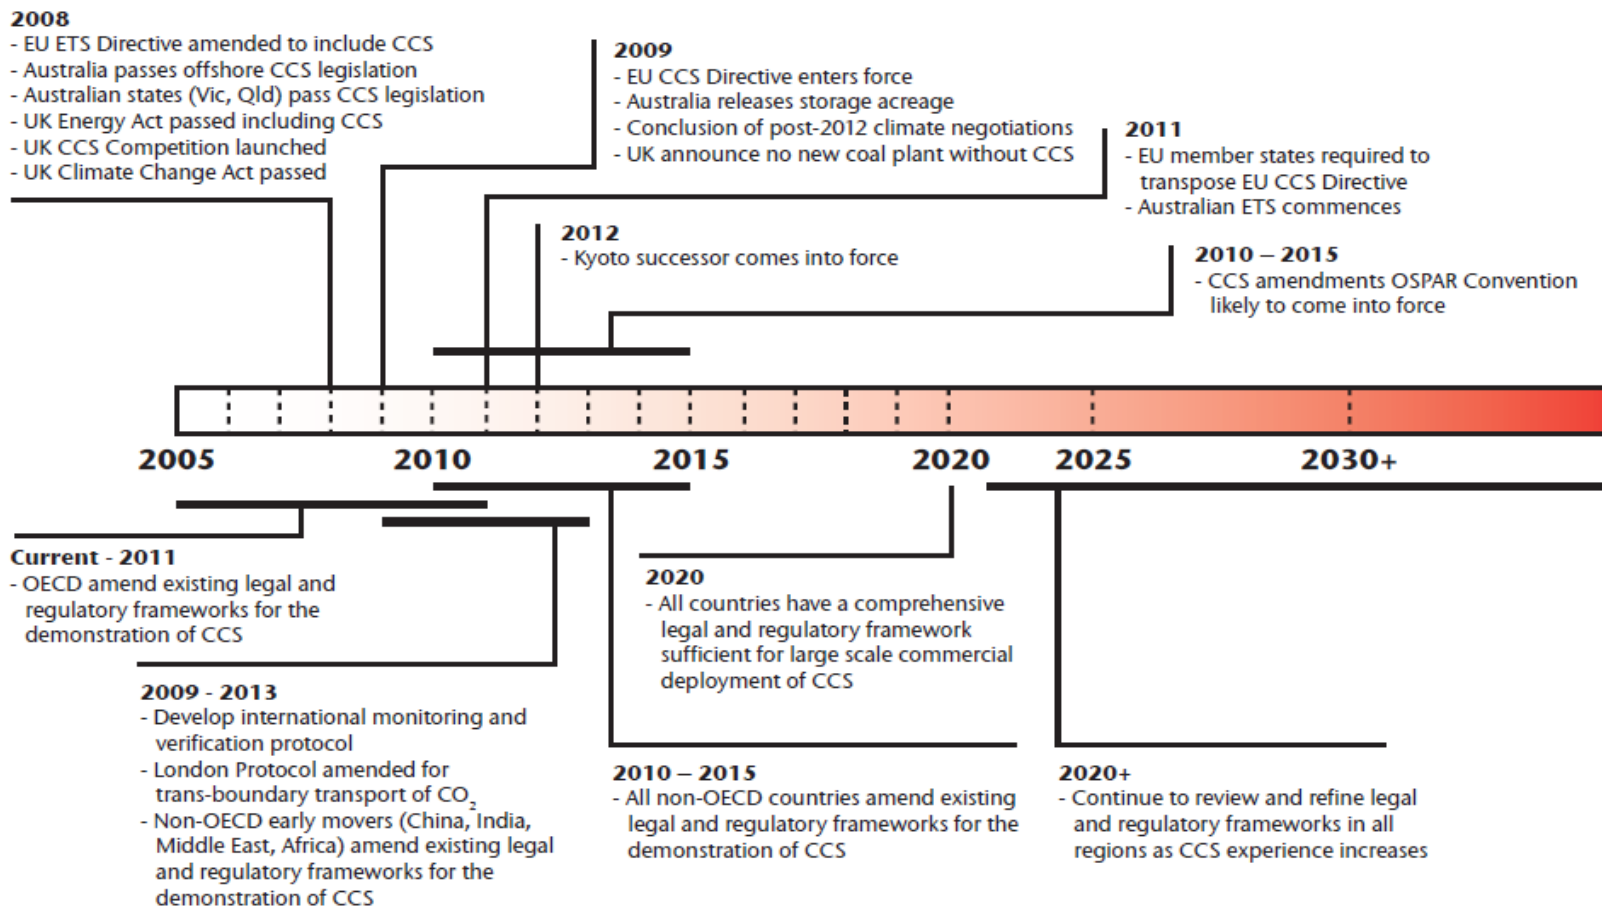 2008
- EU ETS Directive amended to include CCS
- Australia passes offshore CCS legislation
- Australian states (Vic, Qld) pass CCS legislation
- UK Energy Act passed including CCS
- UK CCS Competition launched
- UK Climate Change Act passed
2009
- EU CCS Directive enters force
- Australia releases storage acreage
- Conclusion of post-2012 climate negotiations
- UK announce no new coal plant without CCS
2011
- EU member states required to
transpose EU CCS Directive
- Australian ETS commences
2012
- Kyoto successor comes into force
2010 – 2015
- CCS amendments OSPAR Convention
likely to come into force
2005 2010 2015 2020 2025 2030+
Current - 2011
- OECD amend existing legal and
regulatory frameworks for the
demonstration of CCS
2009 - 2013
- Develop international monitoring and
verification protocol
- London Protocol amended for
trans-boundary transport of CO₂
- Non-OECD early movers (China, India,
Middle East, Africa) amend existing legal
and regulatory frameworks for the
demonstration of CCS
2020
- All countries have a comprehensive
legal and regulatory framework
sufficient for large scale commercial
deployment of CCS
2010 – 2015
- All non-OECD countries amend existing
legal and regulatory frameworks for the
demonstration of CCS
2020+
- Continue to review and refine legal
and regulatory frameworks in all
regions as CCS experience increases